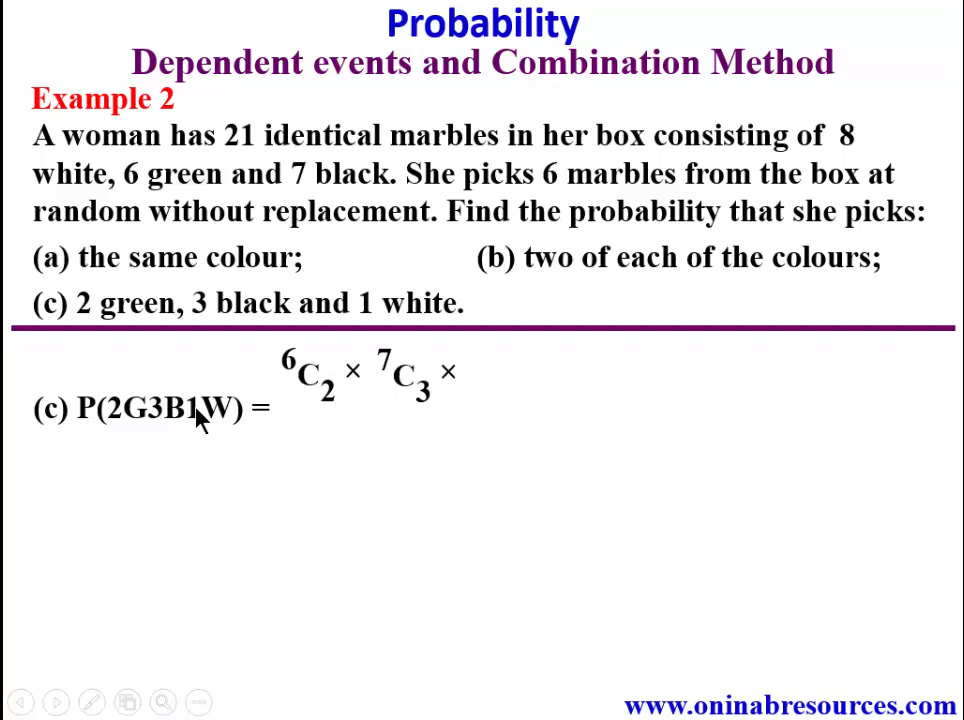 Probability
Dependent events and Combination Method
Example 2
A woman has 21 identical marbles in her box consisting of 8
white, 6 green and 7 black. She picks 6 marbles from the box at
random without replacement. Find the probability that she picks:
(a) the same colour; (b) two of each of the colours;
(c) 2 green, 3 black and 1 white.
(c) P(2G3B1W) = ⁶C₂ × ⁷C₃ ×
www.oninabresources.com